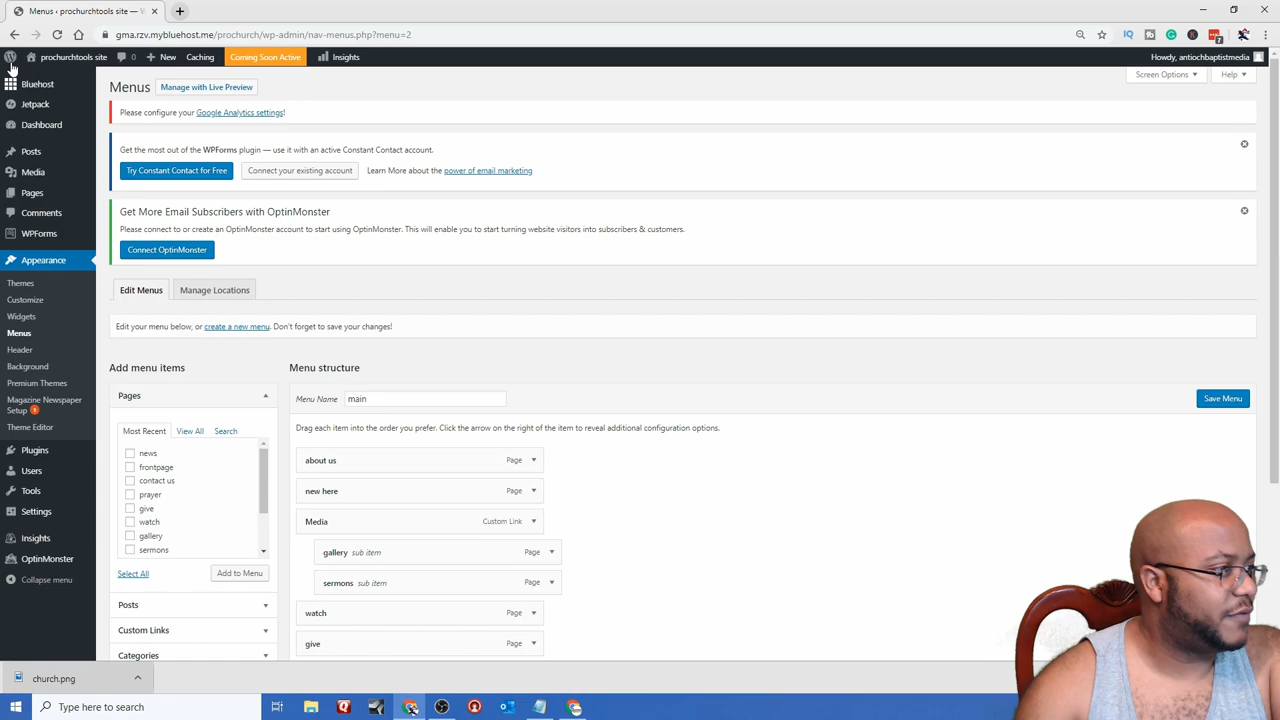 Menus ‹ prochurchtools site — W
gma.rzv.mybluehost.me/prochurch/wp-admin/nav-menus.php?menu=2
prochurchtools site
0
New
Caching
Coming Soon Active
Insights
Howdy, antiochbaptistmedia
Bluehost
Jetpack
Dashboard
Posts
Media
Pages
Comments
WPForms
Appearance
Themes
Customize
Widgets
Menus
Header
Background
Premium Themes
Magazine Newspaper
Setup 1
Theme Editor
Plugins
Users
Tools
Settings
Insights
OptinMonster
Collapse menu
Screen Options
Help
Menus
Manage with Live Preview
Please configure your Google Analytics settings!
Get the most out of the WPForms plugin — use it with an active Constant Contact account.
Try Constant Contact for Free
Connect your existing account
Learn More about the power of email marketing
Get More Email Subscribers with OptinMonster
Please connect to or create an OptinMonster account to start using OptinMonster. This will enable you to start turning website visitors into subscribers & customers.
Connect OptinMonster
Edit Menus
Manage Locations
Edit your menu below, or create a new menu. Don't forget to save your changes!
Add menu items
Pages
Most Recent
View All
Search
news
frontpage
contact us
prayer
give
watch
gallery
sermons
Select All
Add to Menu
Posts
Custom Links
Categories
Menu structure
Menu Name
main
Save Menu
Drag each item into the order you prefer. Click the arrow on the right of the item to reveal additional configuration options.
about us
Page
new here
Page
Media
Custom Link
gallery sub item
Page
sermons sub item
Page
watch
Page
give
Page
church.png
Type here to search